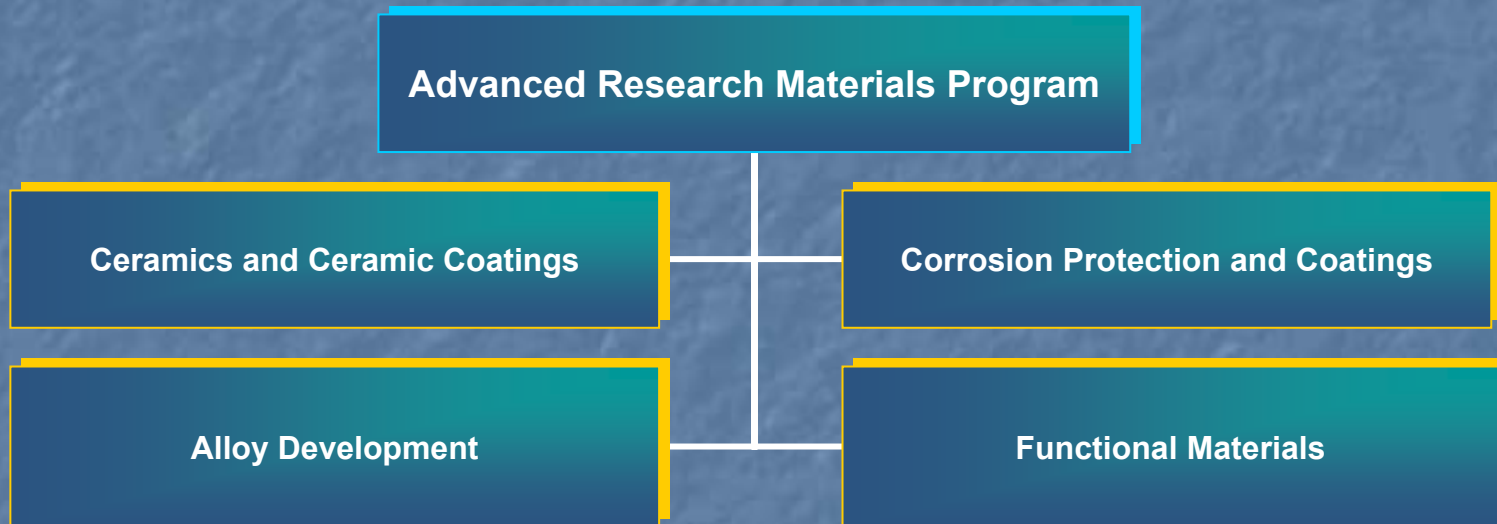 Advanced Research Materials Program
Ceramics and Ceramic Coatings
Corrosion Protection and Coatings
Alloy Development
Functional Materials